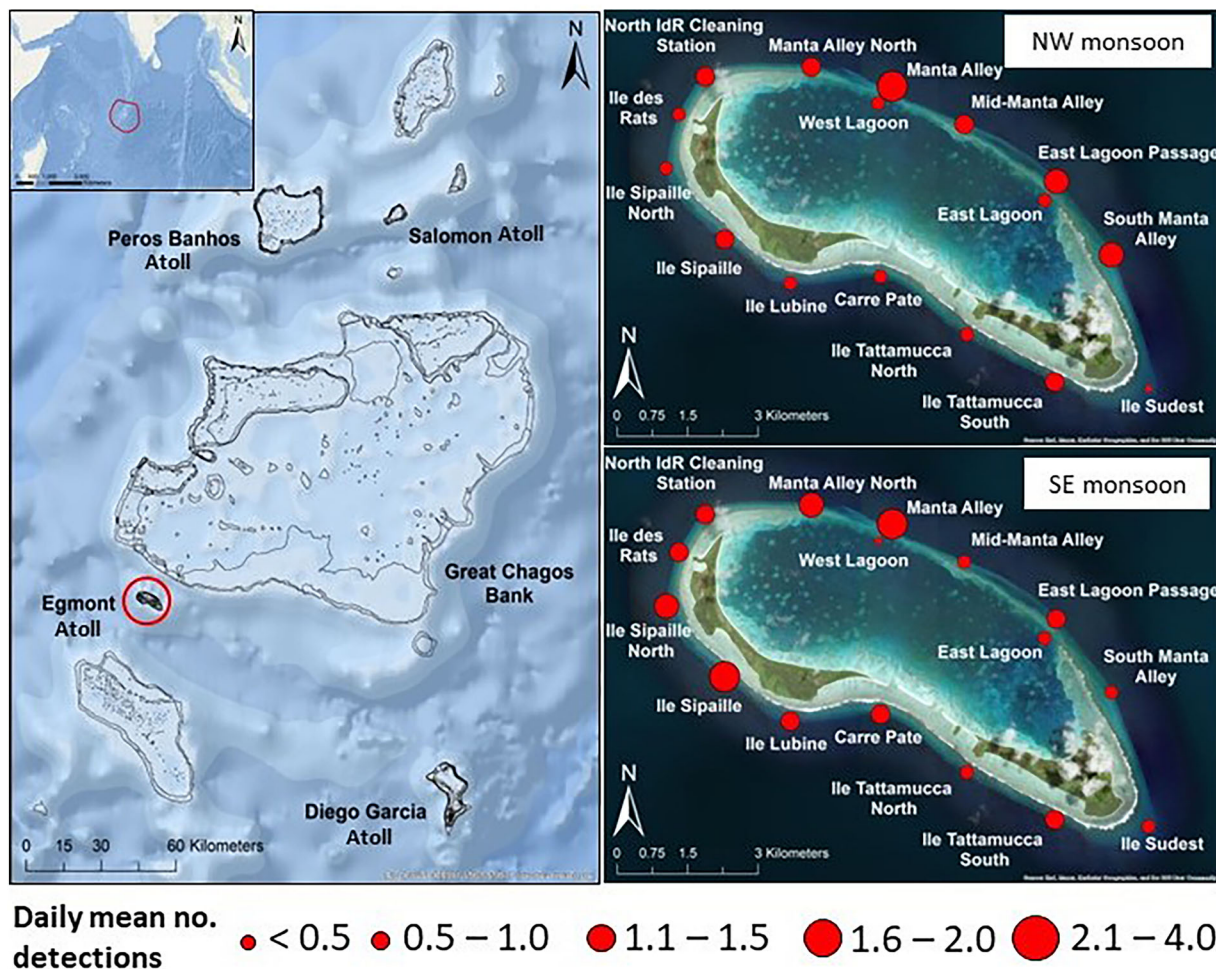 N
N
Peros Banhos
Atoll
Salomon Atoll
Great Chagos
Bank
Egmont
Atoll
Diego Garcia
Atoll
0 15 30 60 Kilometers
NW monsoon
North IdR Cleaning
Station
Manta Alley North
Manta Alley
Ile des
Rats
West Lagoon
Mid-Manta Alley
East Lagoon Passage
Ile Sipaille
North
East Lagoon
South Manta
Alley
Ile Sipaille
Ile Lubine
Carre Pate
N
Ile Tattamucca
North
Ile Tattamucca
South
Ile Sudest
0 0.75 1.5 3 Kilometers
SE monsoon
North IdR Cleaning
Station
Manta Alley North
Manta Alley
Ile des
Rats
West Lagoon
Mid-Manta Alley
East Lagoon Passage
Ile Sipaille
North
East Lagoon
South Manta
Alley
Ile Sipaille
Ile Lubine
Carre Pate
N
Ile Tattamucca
North
Ile Tattamucca
South
Ile Sudest
0 0.75 1.5 3 Kilometers
Daily mean no.
detections
< 0.5
0.5 – 1.0
1.1 – 1.5
1.6 – 2.0
2.1 – 4.0